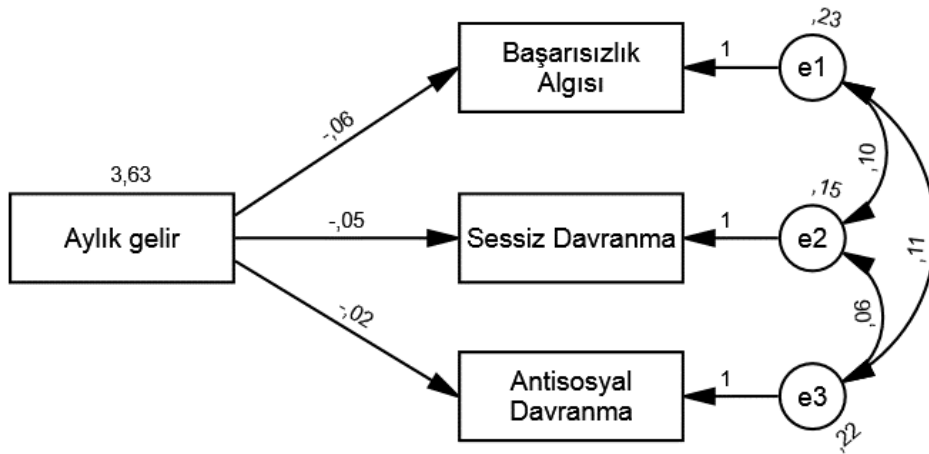 ,23
Başarısızlık
Algısı
1
e1
-,06
3,63
,10
Aylık gelir
-,05
Sessiz Davranma
1
,15
e2
,11
-,02
,06
Antisosyal
Davranma
1
e3
,22